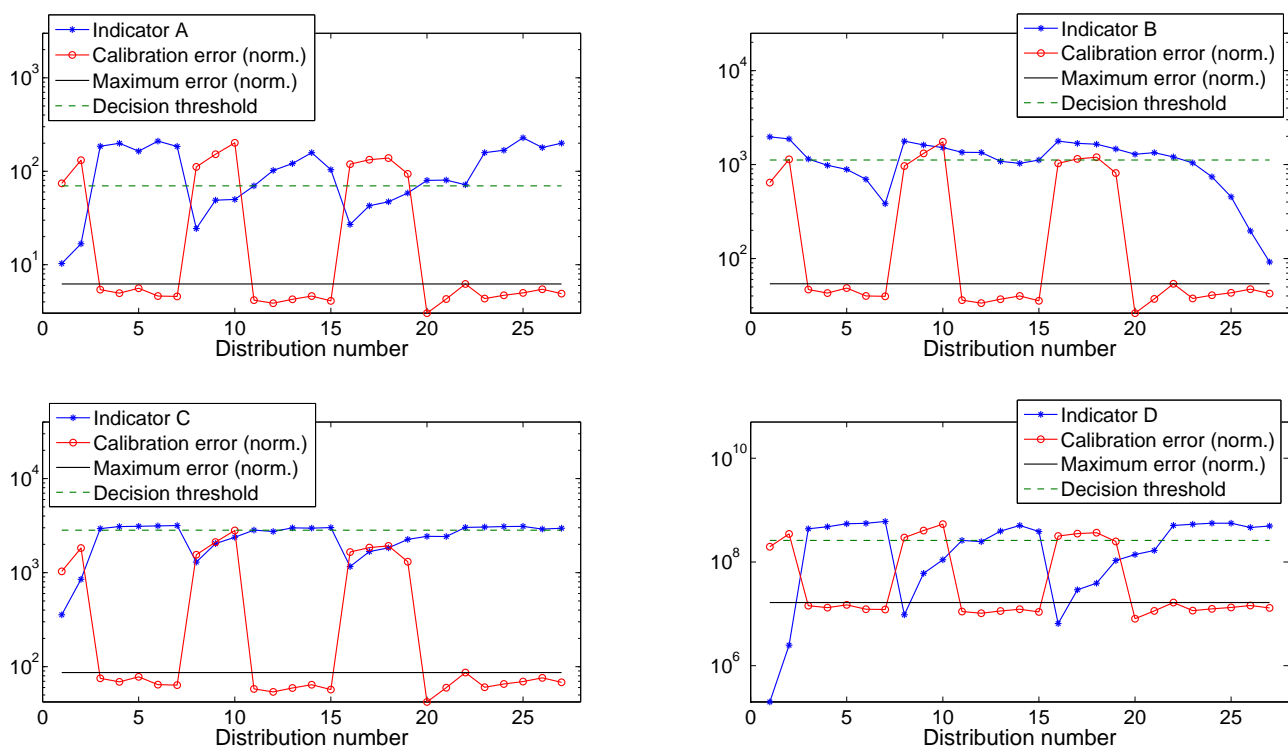 Indicator A
Calibration error (norm.)
Maximum error (norm.)
Decision threshold
10^3
10^2
10^1
0 5 10 15 20 25
Distribution number
Indicator B
Calibration error (norm.)
Maximum error (norm.)
Decision threshold
10^4
10^3
10^2
0 5 10 15 20 25
Distribution number
Indicator C
Calibration error (norm.)
Maximum error (norm.)
Decision threshold
10^4
10^3
10^2
0 5 10 15 20 25
Distribution number
Indicator D
Calibration error (norm.)
Maximum error (norm.)
Decision threshold
10^10
10^8
10^6
0 5 10 15 20 25
Distribution number